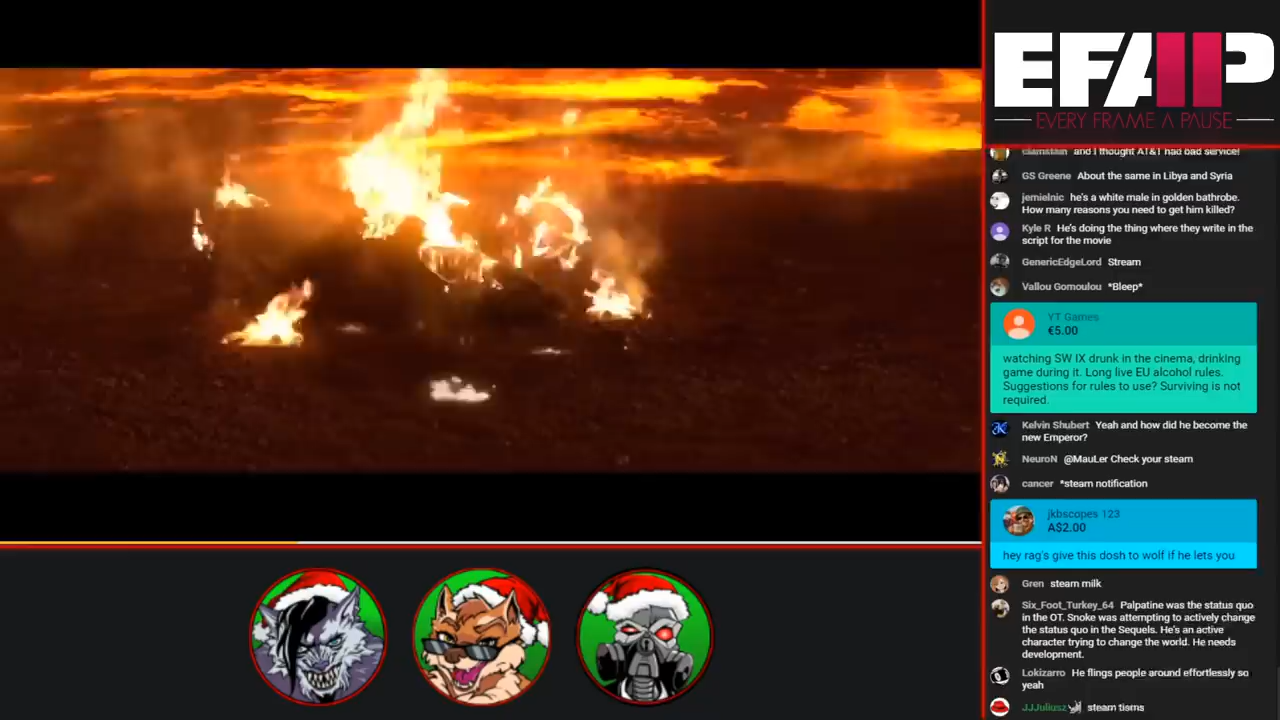 EFAP
EVERY FRAME A PAUSE
clamstain and I thought AT&T had bad service!
GS Greene About the same in Libya and Syria
jemielnic he's a white male in golden bathrobe.
How many reasons you need to get him killed?
Kyle R He's doing the thing where they write in the
script for the movie
GenericEdgeLord Stream
Vallou Gomoulou *Bleep*
YT Games
€5.00
watching SW IX drunk in the cinema, drinking
game during it. Long live EU alcohol rules.
Suggestions for rules to use? Surviving is not
required.
Kelvin Shubert Yeah and how did he become the
new Emperor?
NeuroN @MauLer Check your steam
cancer *steam notification
jkbscopes 123
A$2.00
hey rag's give this dosh to wolf if he lets you
Gren steam milk
Six_Foot_Turkey_64 Palpatine was the status quo
in the OT. Snoke was attempting to actively change
the status quo in the Sequels. He's an active
character trying to change the world. He needs
development.
Lokizarro He flings people around effortlessly so
yeah
JJJuliusz steam tisms